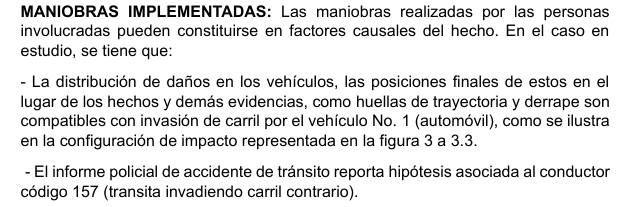 MANIOBRAS IMPLEMENTADAS: Las maniobras realizadas por las personas
involucradas pueden constituirse en factores causales del hecho. En el caso en
estudio, se tiene que:
- La distribución de daños en los vehículos, las posiciones finales de estos en el
lugar de los hechos y demás evidencias, como huellas de trayectoria y derrape son
compatibles con invasión de carril por el vehículo No. 1 (automóvil), como se ilustra
en la configuración de impacto representada en la figura 3 a 3.3.
- El informe policial de accidente de tránsito reporta hipótesis asociada al conductor
código 157 (transita invadiendo carril contrario).